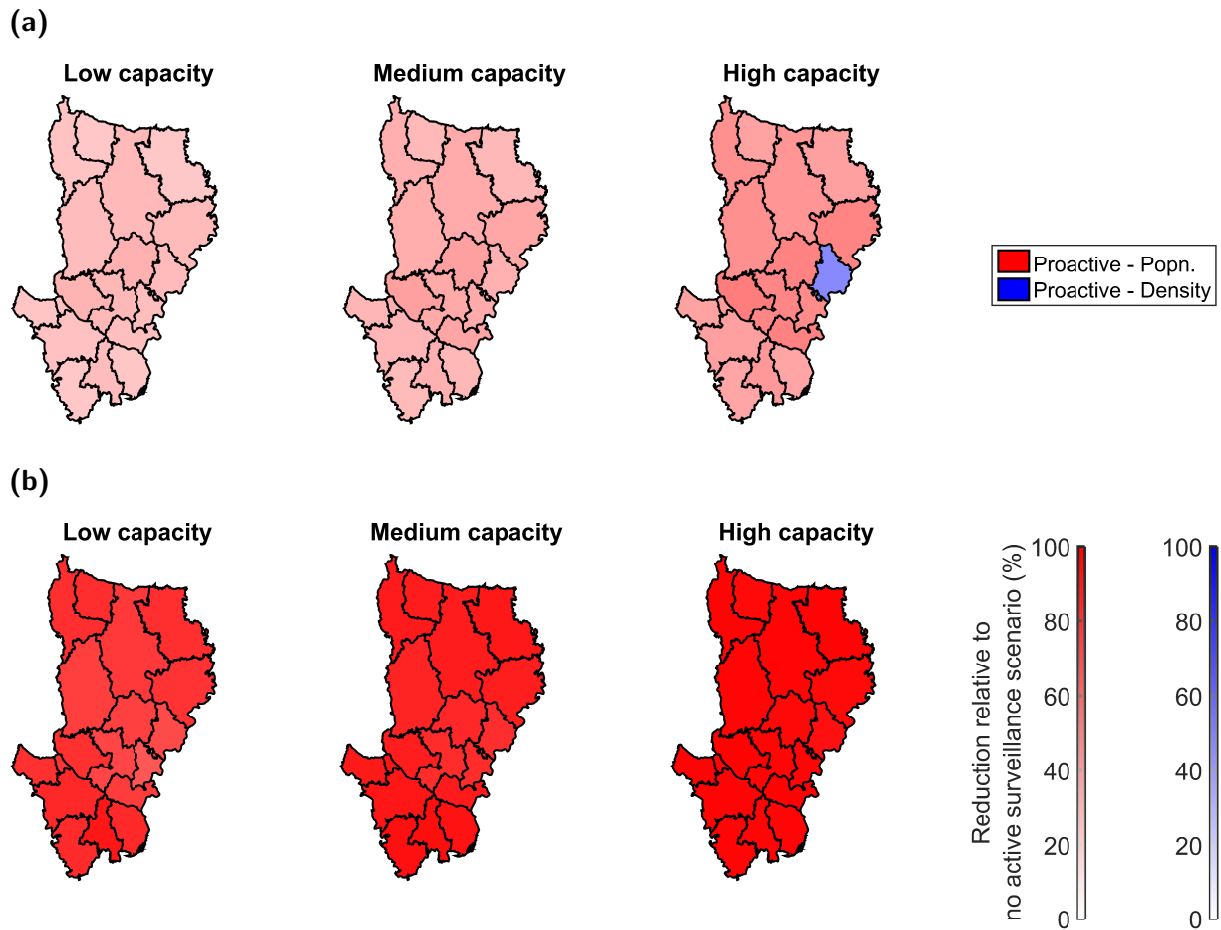 (a)
Low capacity
Medium capacity
High capacity
Proactive - Popn.
Proactive - Density
(b)
Low capacity
Medium capacity
High capacity
Reduction relative to
no active surveillance scenario (%)
100
80
60
40
20
0
100
80
60
40
20
0